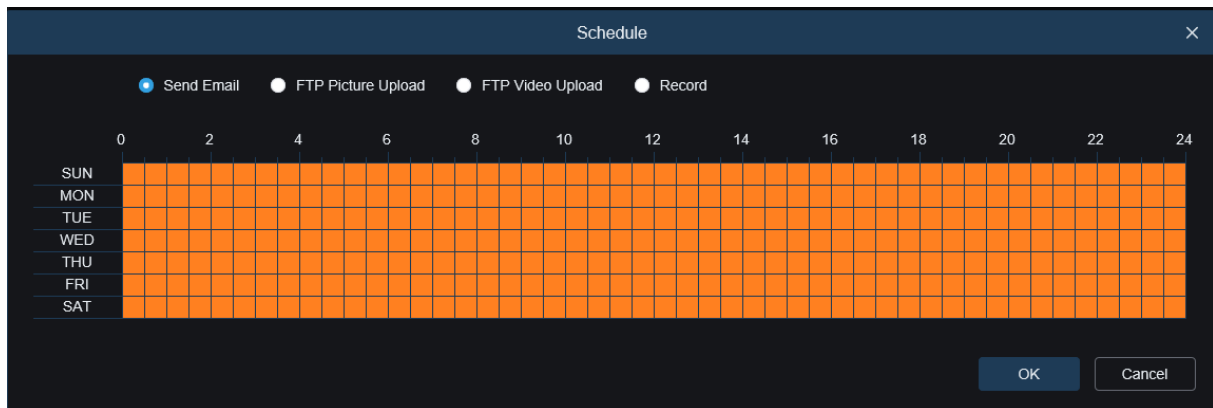 Schedule
Send Email FTP Picture Upload FTP Video Upload Record
0 2 4 6 8 10 12 14 16 18 20 22 24
SUN
MON
TUE
WED
THU
FRI
SAT
OK Cancel